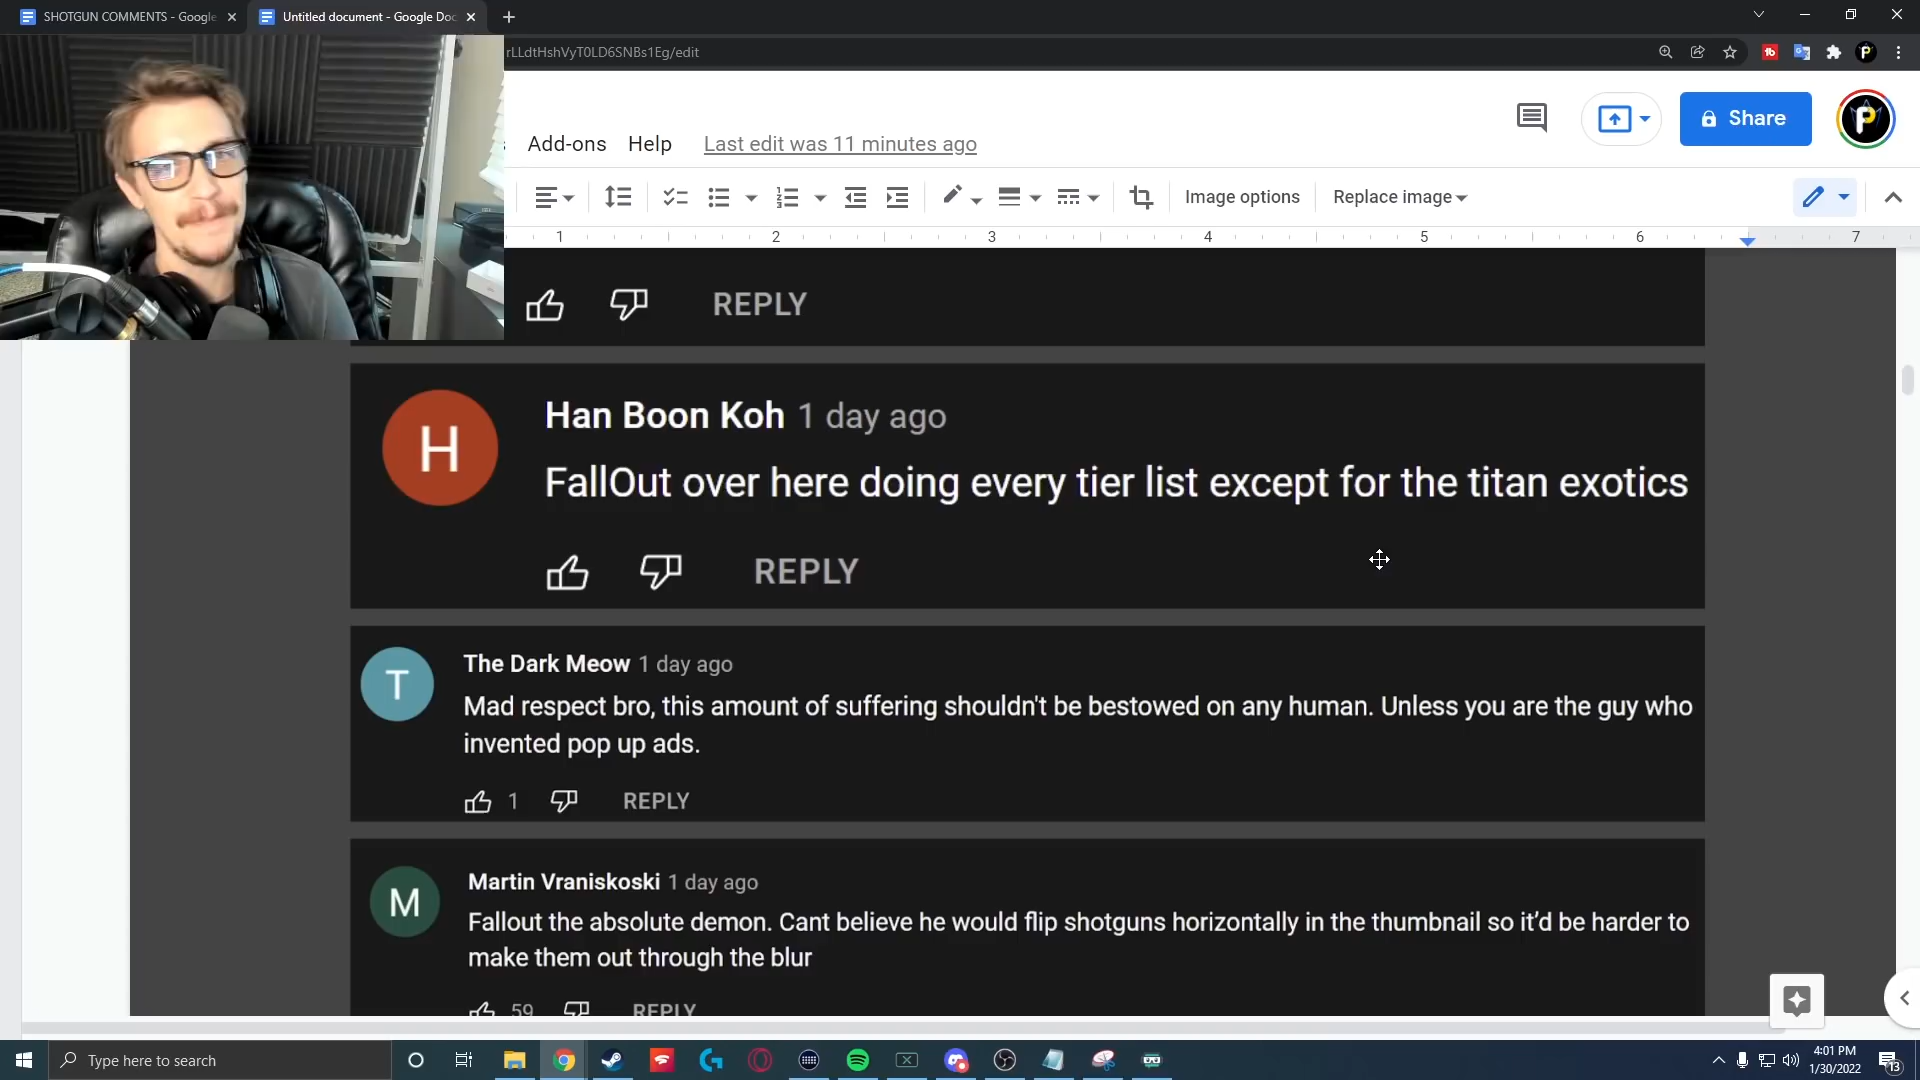 SHOTGUN COMMENTS - Google
Untitled document - Google Doc
rLLdtHshVyT0LD6SNBs1Eg/edit
Add-ons Help Last edit was 11 minutes ago
Share
P
Image options Replace image
1 2 3 4 5 6 7
REPLY
H
Han Boon Koh 1 day ago
FallOut over here doing every tier list except for the titan exotics
REPLY
T
The Dark Meow 1 day ago
Mad respect bro, this amount of suffering shouldn't be bestowed on any human. Unless you are the guy who
invented pop up ads.
1 REPLY
M
Martin Vraniskoski 1 day ago
Fallout the absolute demon. Cant believe he would flip shotguns horizontally in the thumbnail so it'd be harder to
make them out through the blur
59 REPLY
Type here to search
4:01 PM
1/30/2022
13